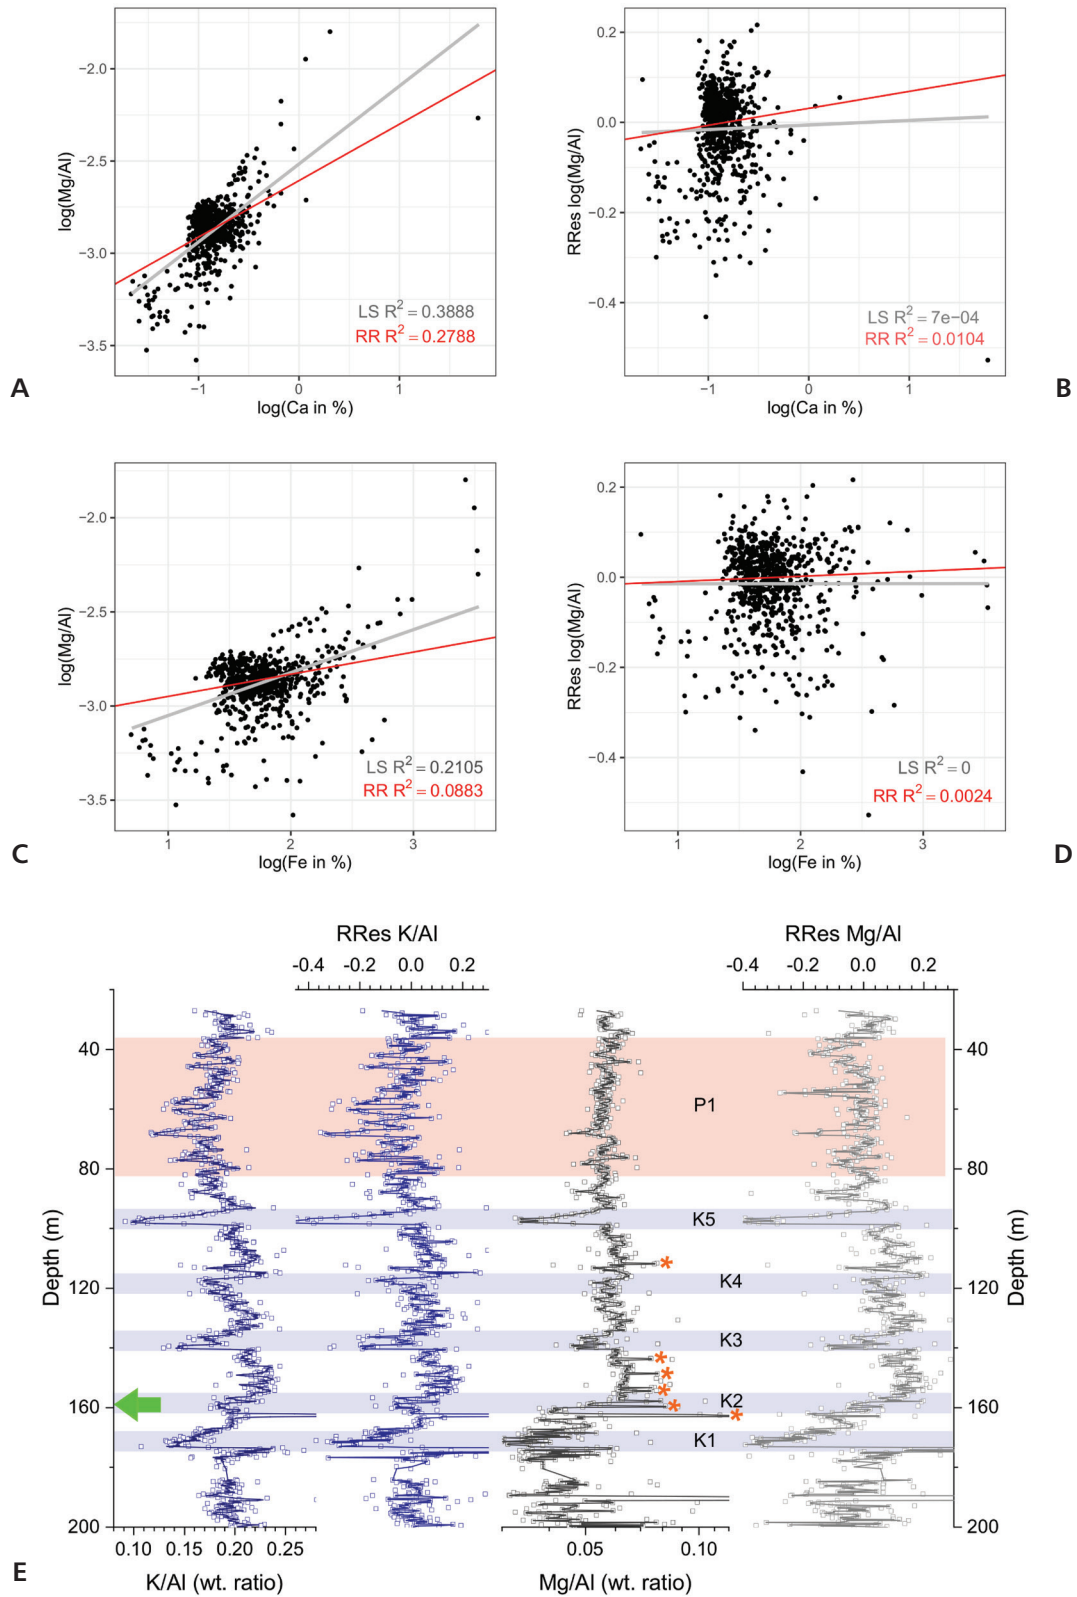 −2.0
−2.5
−3.0
−3.5
log(Mg/Al)
LS R² = 0.3888
RR R² = 0.2788
−1
0
1
log(Ca in %)
A
0.2
0.0
−0.2
−0.4
RRes log(Mg/Al)
LS R² = 7e−04
RR R² = 0.0104
−1
0
1
log(Ca in %)
B
−2.0
−2.5
−3.0
−3.5
log(Mg/Al)
LS R² = 0.2105
RR R² = 0.0883
1
2
3
log(Fe in %)
C
0.2
0.0
−0.2
−0.4
RRes log(Mg/Al)
LS R² = 0
RR R² = 0.0024
1
2
3
log(Fe in %)
D
RRes K/Al
RRes Mg/Al
-0.4 -0.2 0.0 0.2
-0.4 -0.2 0.0 0.2
40
40
P1
80
80
K5
Depth (m)
Depth (m)
K4
120
120
K3
K2
160
160
K1
200
200
0.10 0.15 0.20 0.25
0.05 0.10
K/Al (wt. ratio)
Mg/Al (wt. ratio)
E